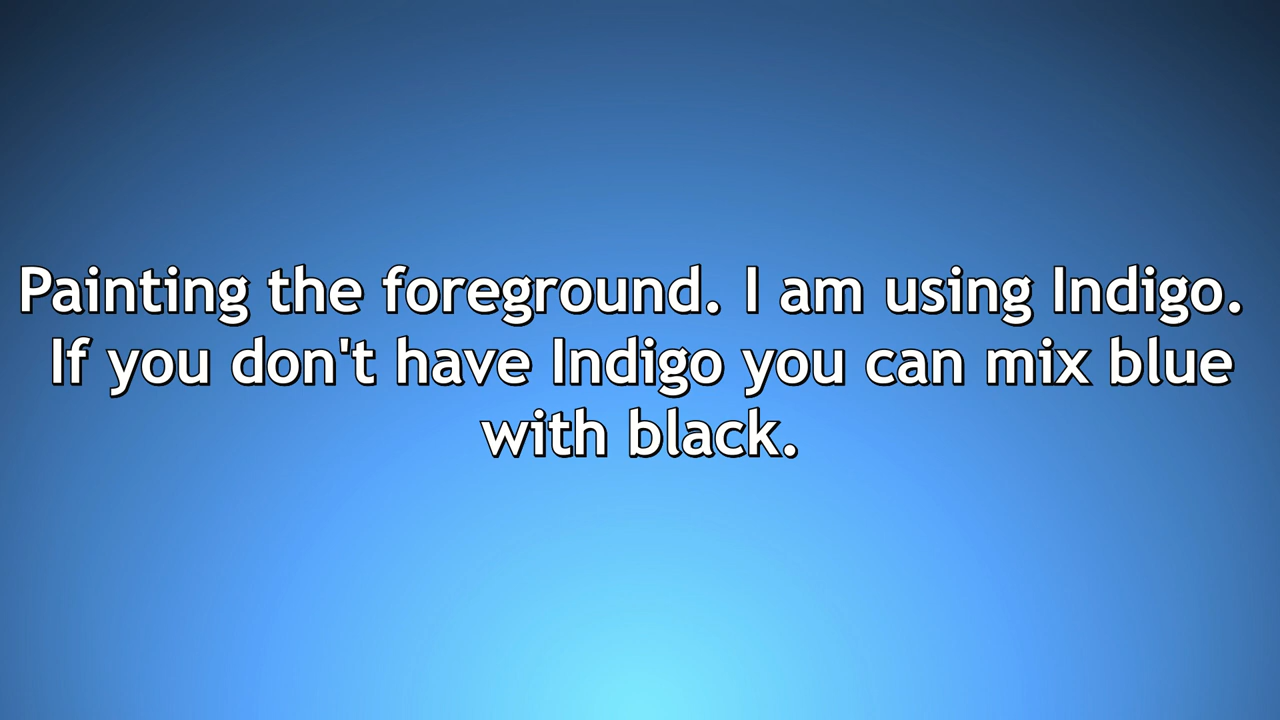 Painting the foreground. I am using Indigo.
If you don't have Indigo you can mix blue
with black.